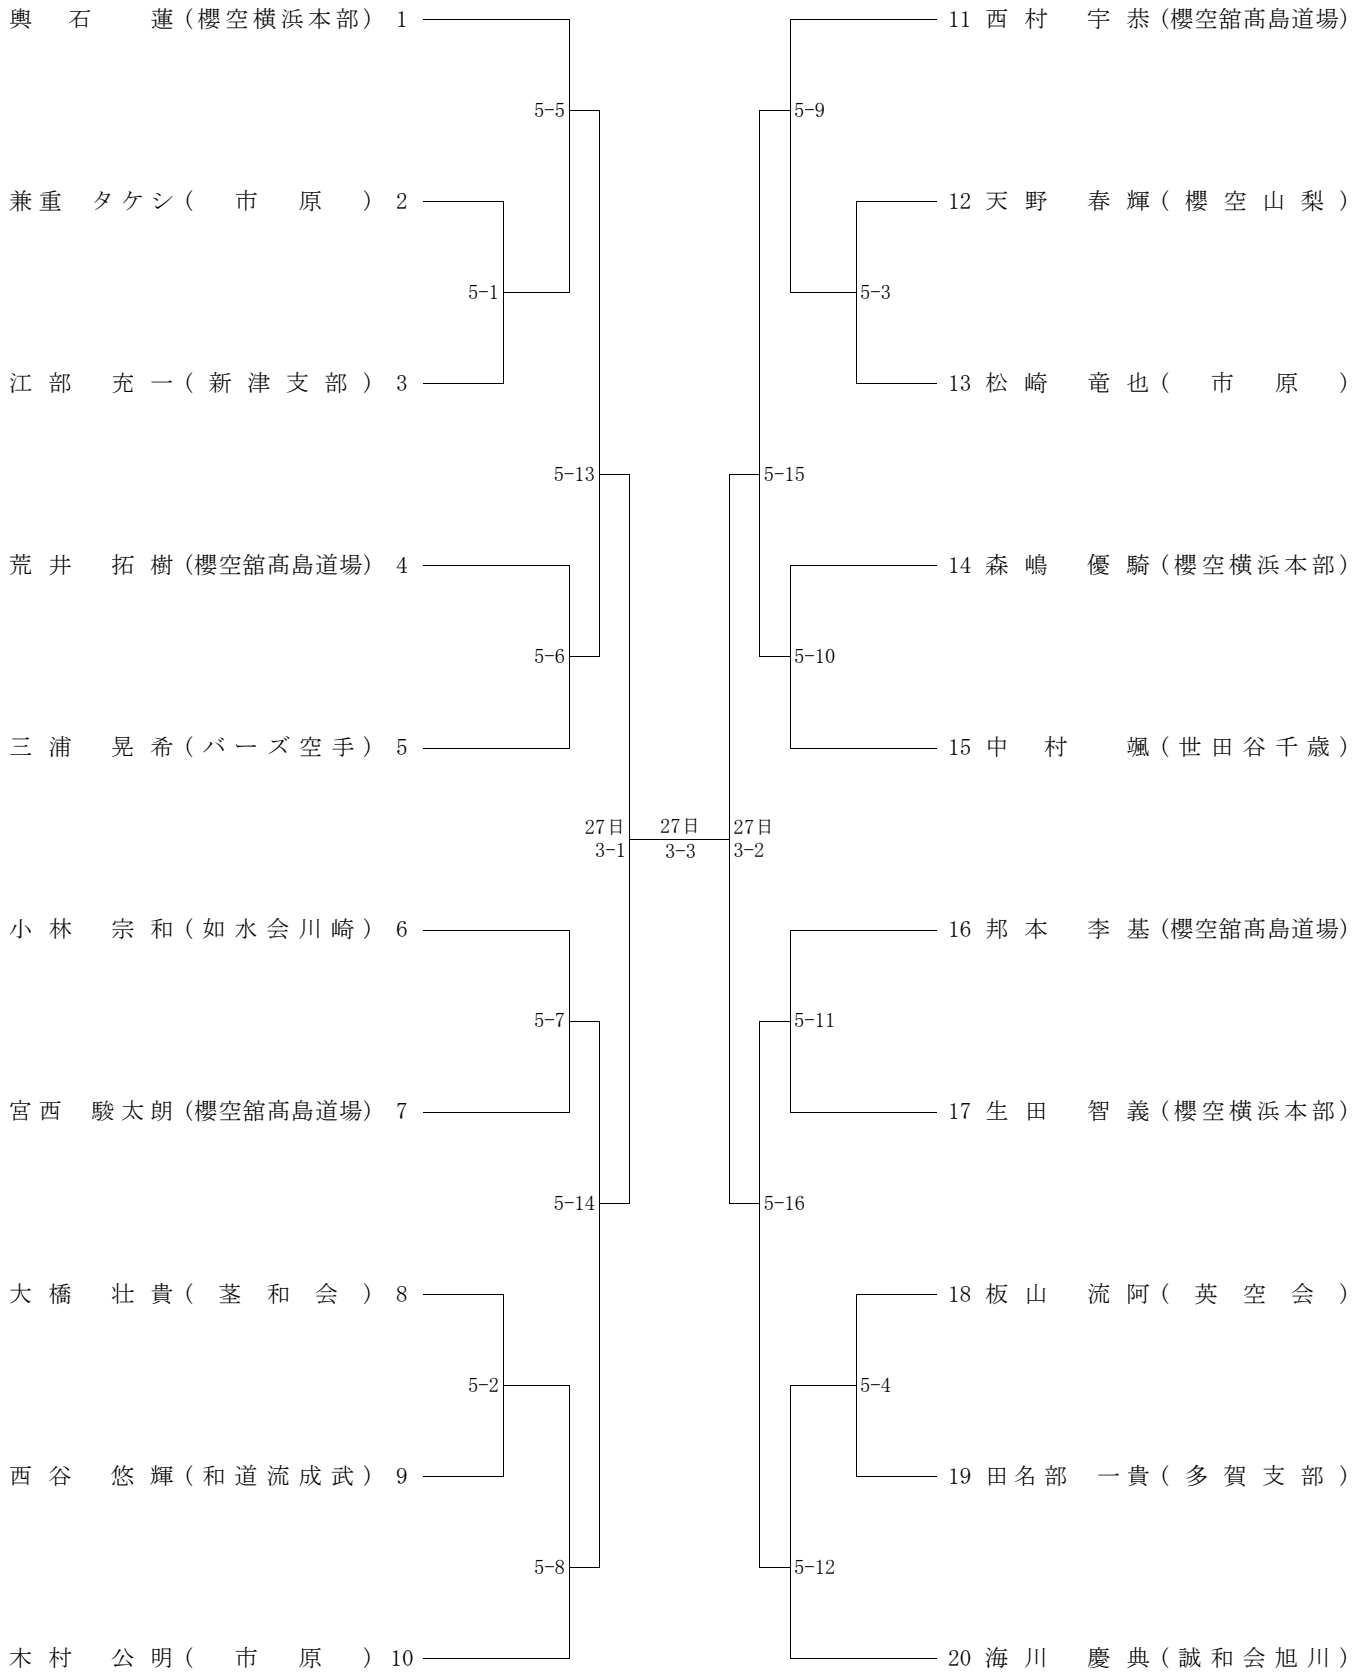 輿石 蓮(櫻空横浜本部) 1
5-5
兼重 タケシ(市原) 2
5-1
江部 充一(新津支部) 3
5-13
荒井 拓樹(櫻空舘髙島道場) 4
5-6
三浦 晃希(バーズ空手) 5
27日
3-1
小林 宗和(如水会川崎) 6
5-7
宮西 駿太朗(櫻空舘髙島道場) 7
5-14
大橋 壮貴(茎和会) 8
5-2
西谷 悠輝(和道流成武) 9
5-8
木村 公明(市原) 10
27日
3-3
11 西村 宇恭(櫻空舘髙島道場)
5-9
12 天野 春輝(櫻空山梨)
5-3
13 松崎 竜也(市原)
5-15
14 森嶋 優騎(櫻空横浜本部)
5-10
15 中村 颯(世田谷千歳)
27日
3-2
16 邦本 李基(櫻空舘髙島道場)
5-11
17 生田 智義(櫻空横浜本部)
5-16
18 板山 流阿(英空会)
5-4
19 田名部 一貴(多賀支部)
5-12
20 海川 慶典(誠和会旭川)